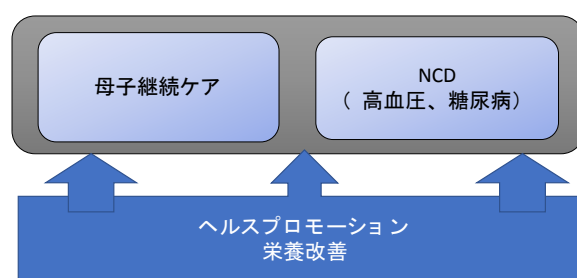 母子継続ケア
NCD
（ 高血圧、糖尿病）
ヘルスプロモーション
栄養改善